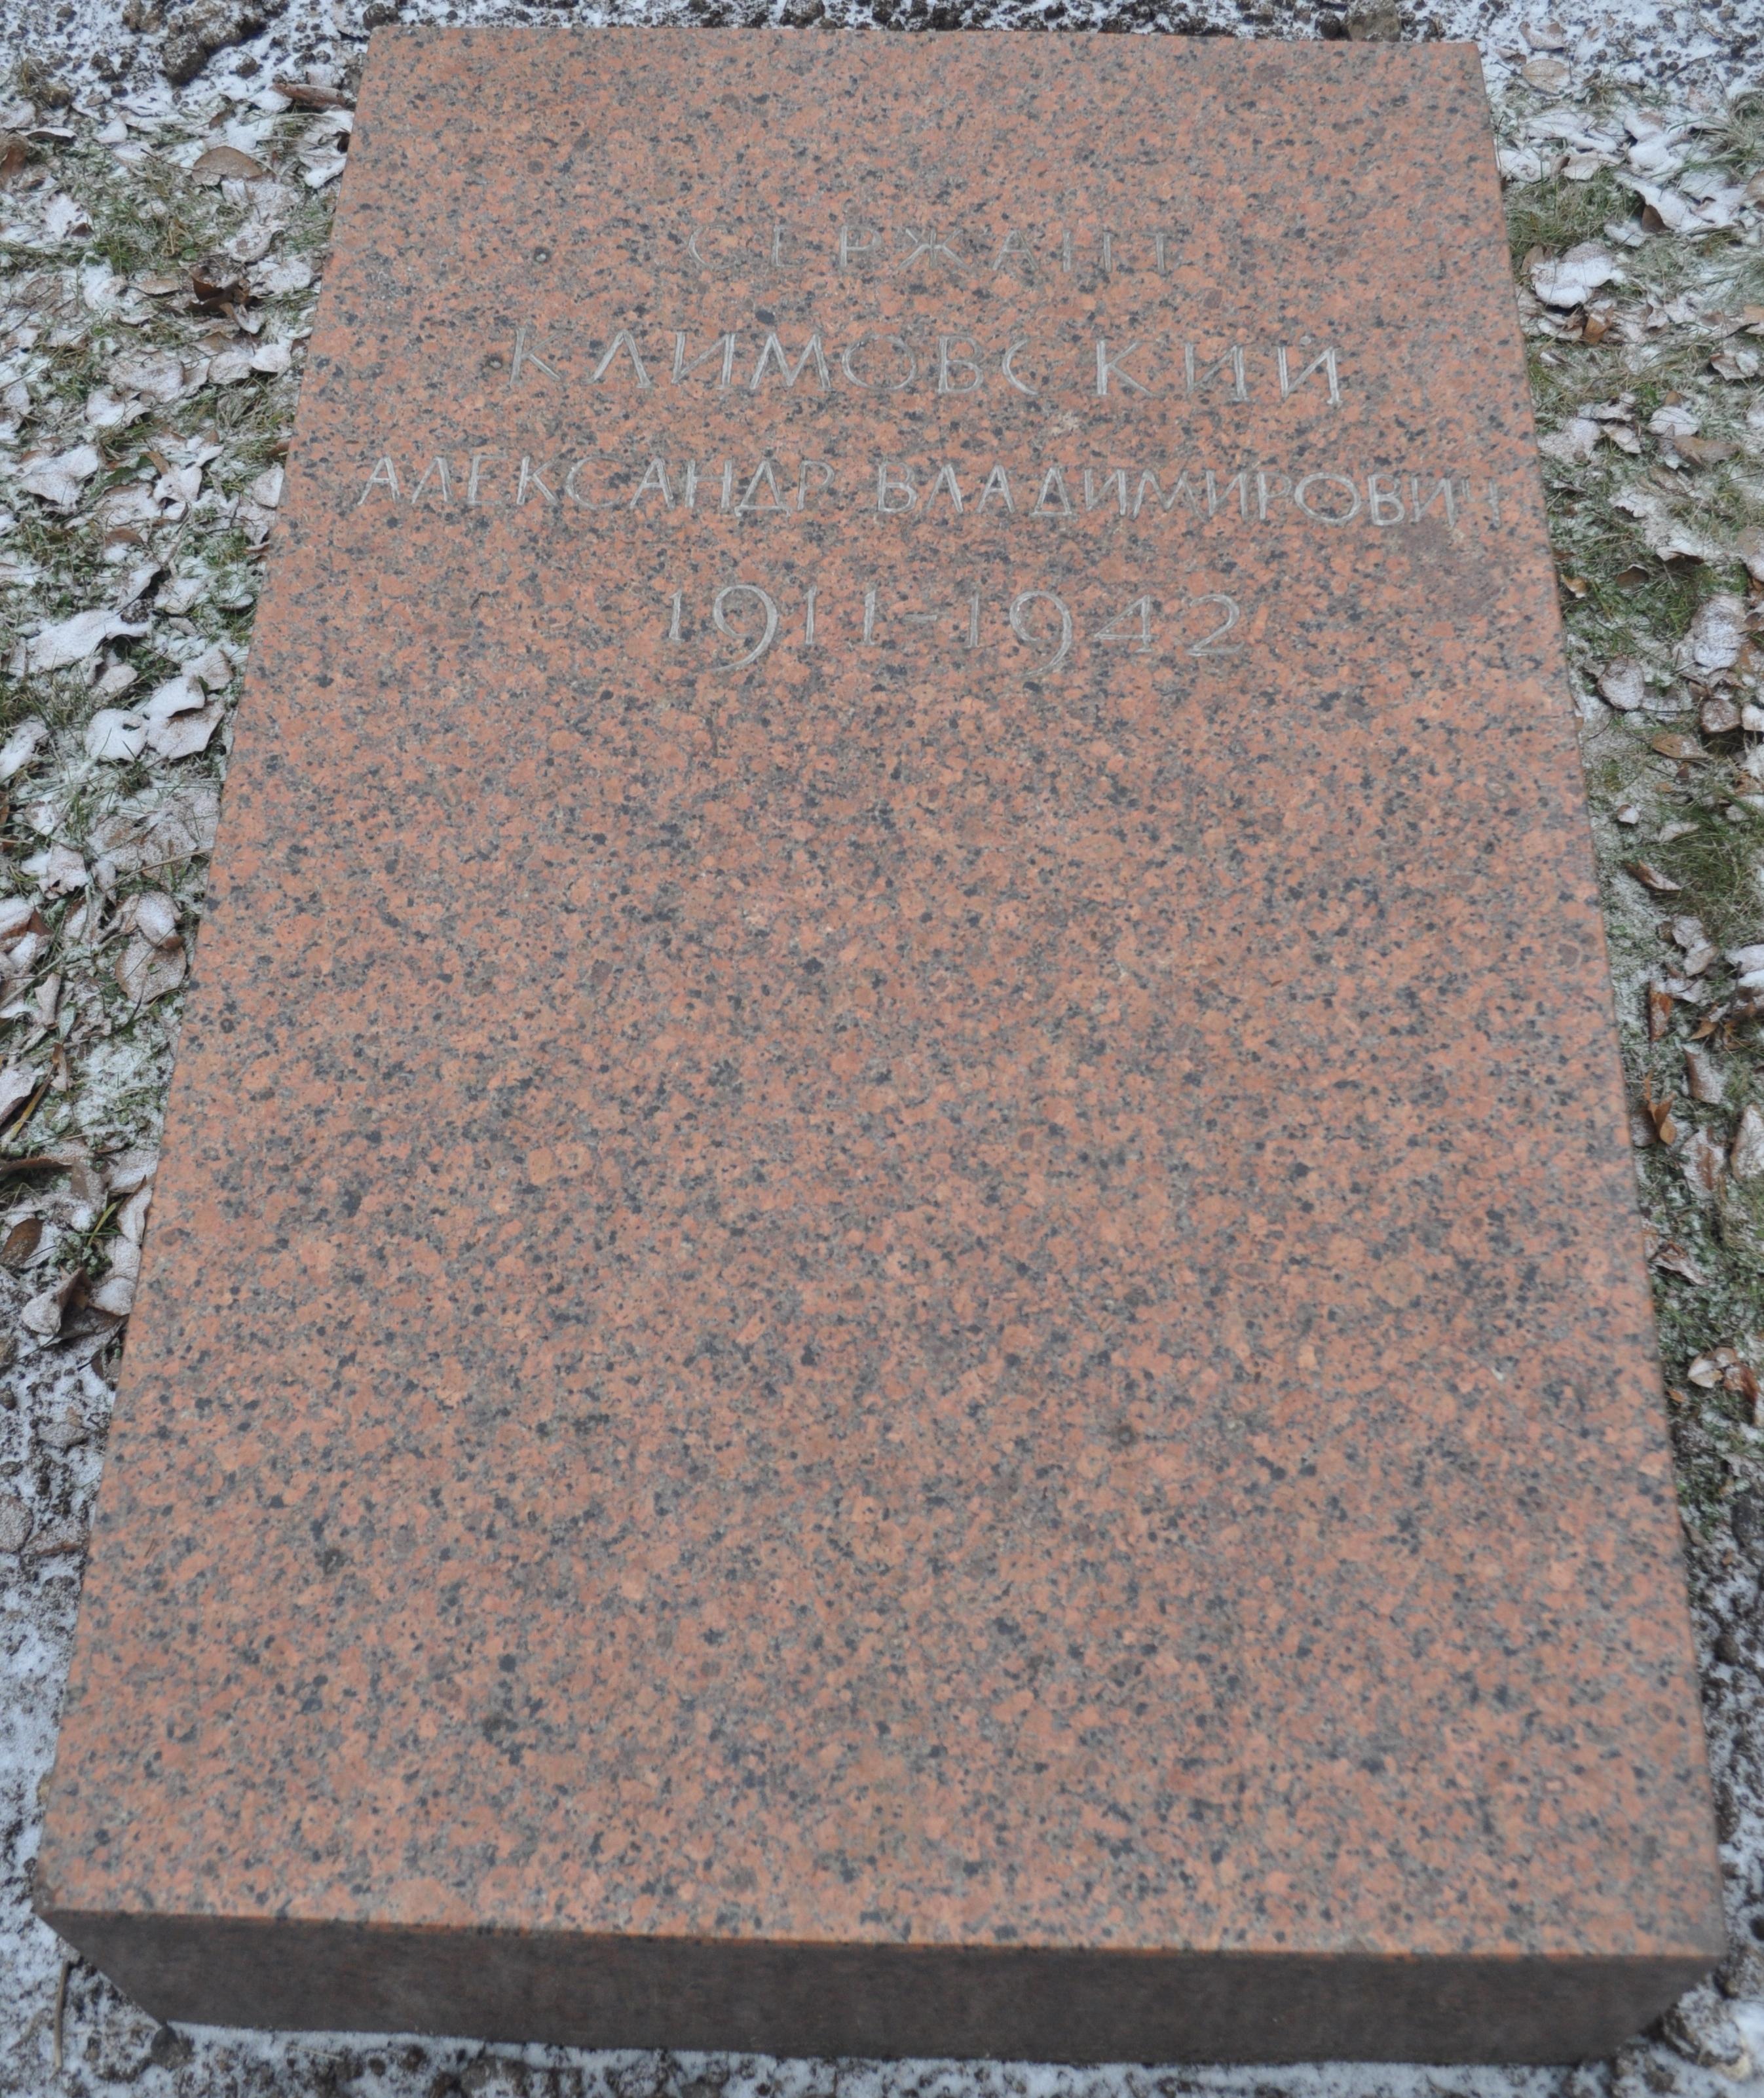 СЕРЖАНТ
КЛИМОВСКИЙ
АЛЕКСАНДР ВЛАДИМИРОВИЧ
1911-1942